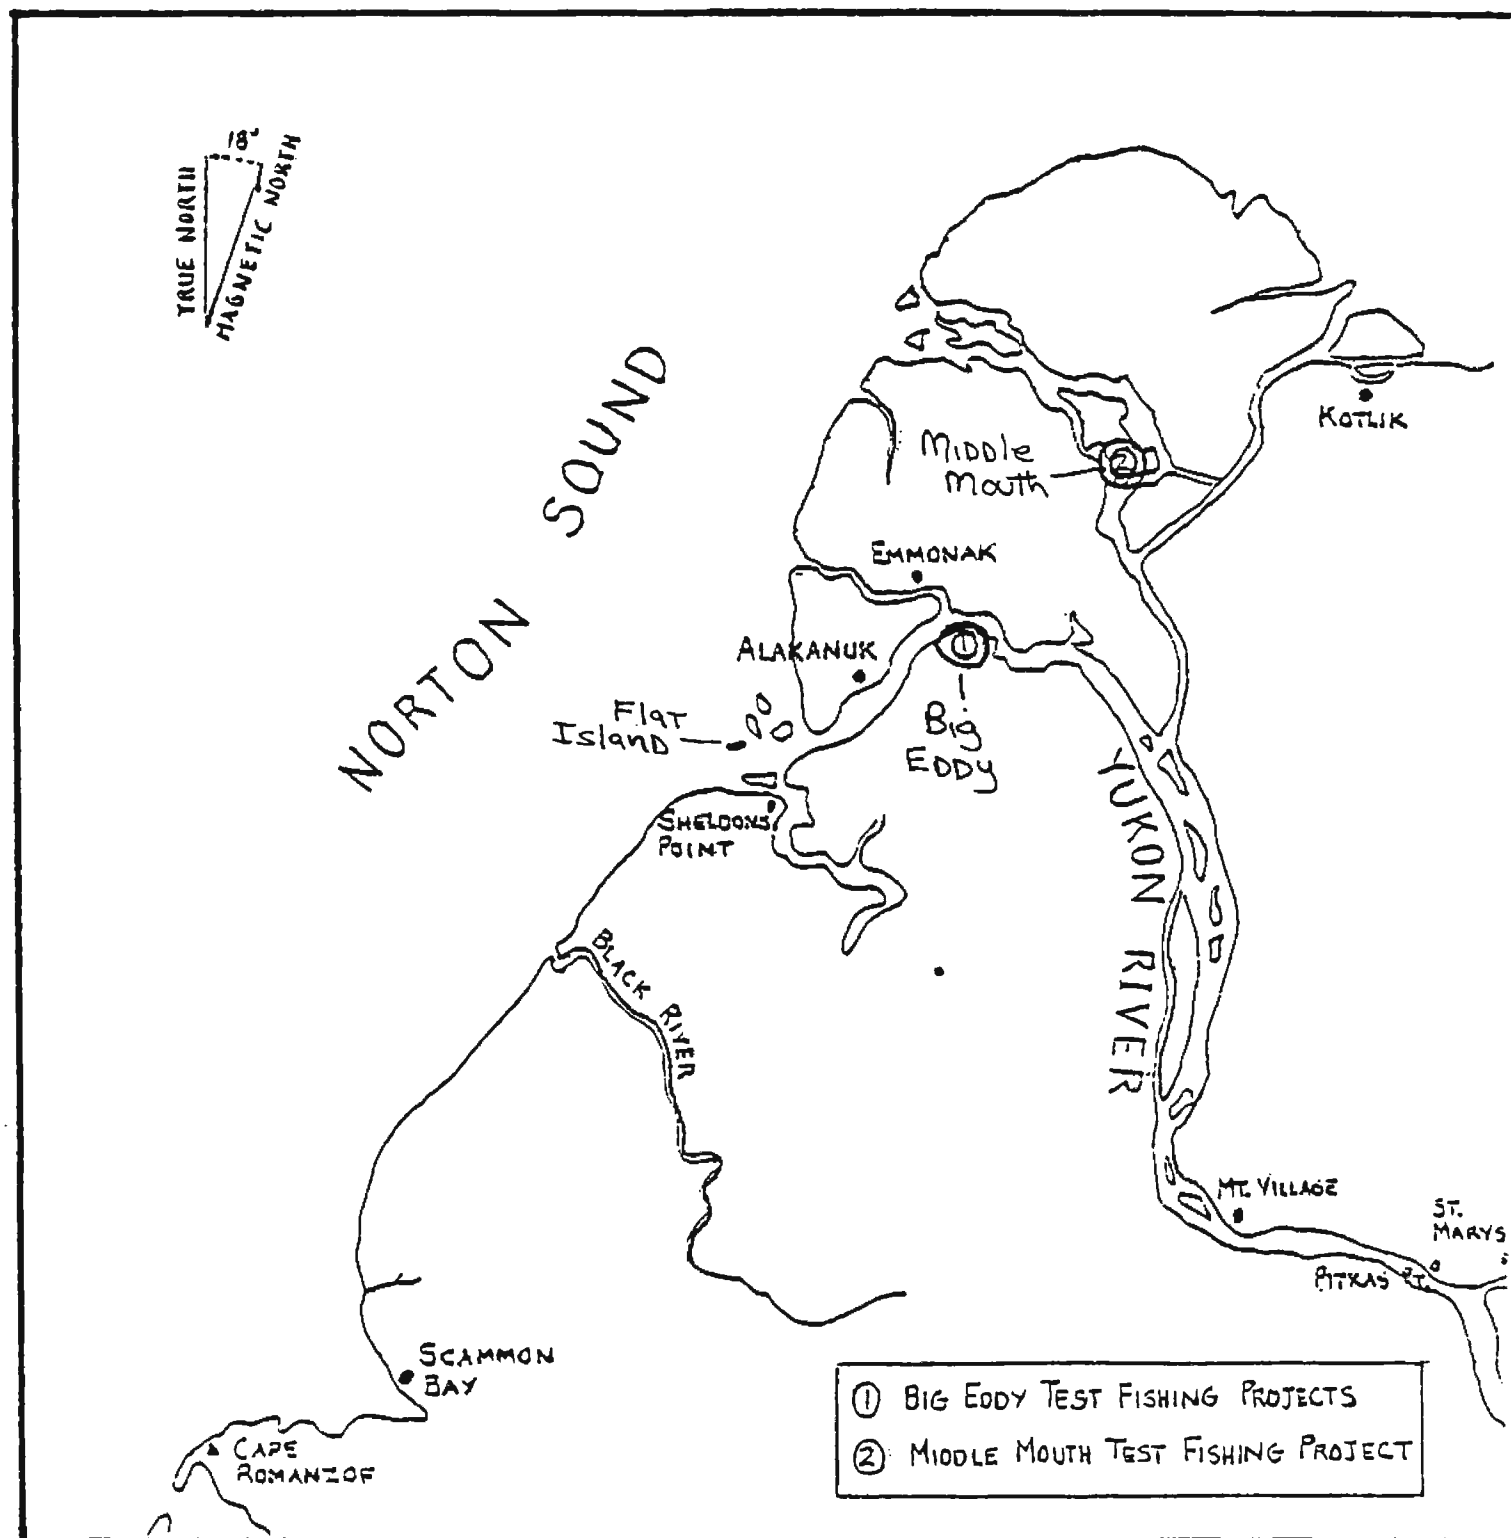 18°
TRUE NORTH
MAGNETIC NORTH
NORTON SOUND
KOTLIK
MIDDLE
MOUTH
2
EMMONAK
ALAKANUK
1
Flat
Island
Big
EDDY
SHELDONS
POINT
YUKON RIVER
BLACK RIVER
MT. VILLAGE
ST.
MARYS
PITKAS PT.
SCAMMON
BAY
CAPE
ROMANZOF
1 BIG EDDY TEST FISHING PROJECTS
2 MIDDLE MOUTH TEST FISHING PROJECT